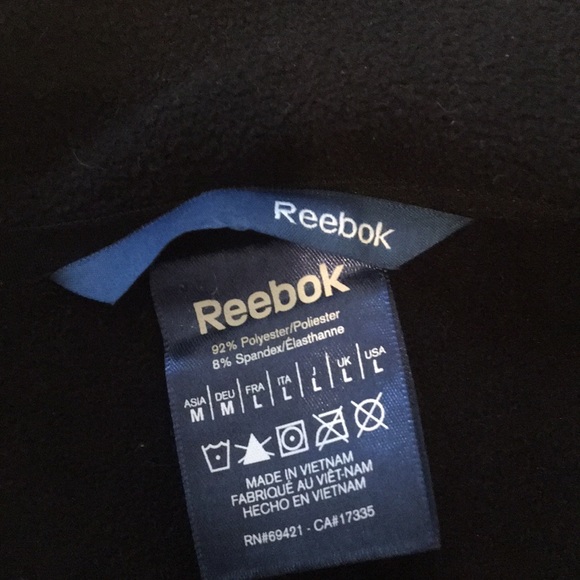 Reebok
Reebok
92% Polyester/Poliester
8% Spandex/Élasthanne
ASIA DEU FRA ITA UK USA
M M L L L L L
MADE IN VIETNAM
FABRIQUÉ AU VIÊT-NAM
HECHO EN VIETNAM
RN#69421 - CA#17335